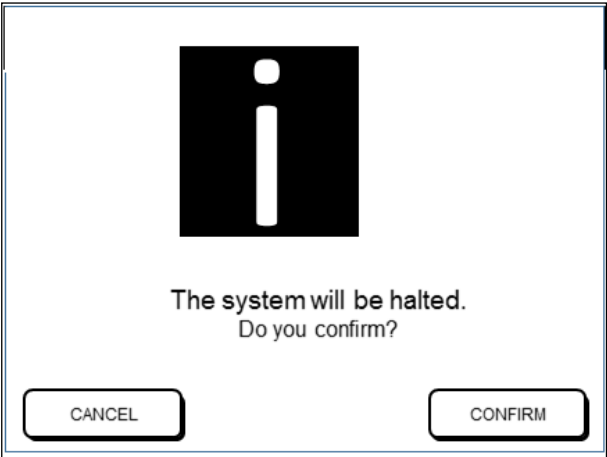 i
The system will be halted.
Do you confirm?
CANCEL
CONFIRM